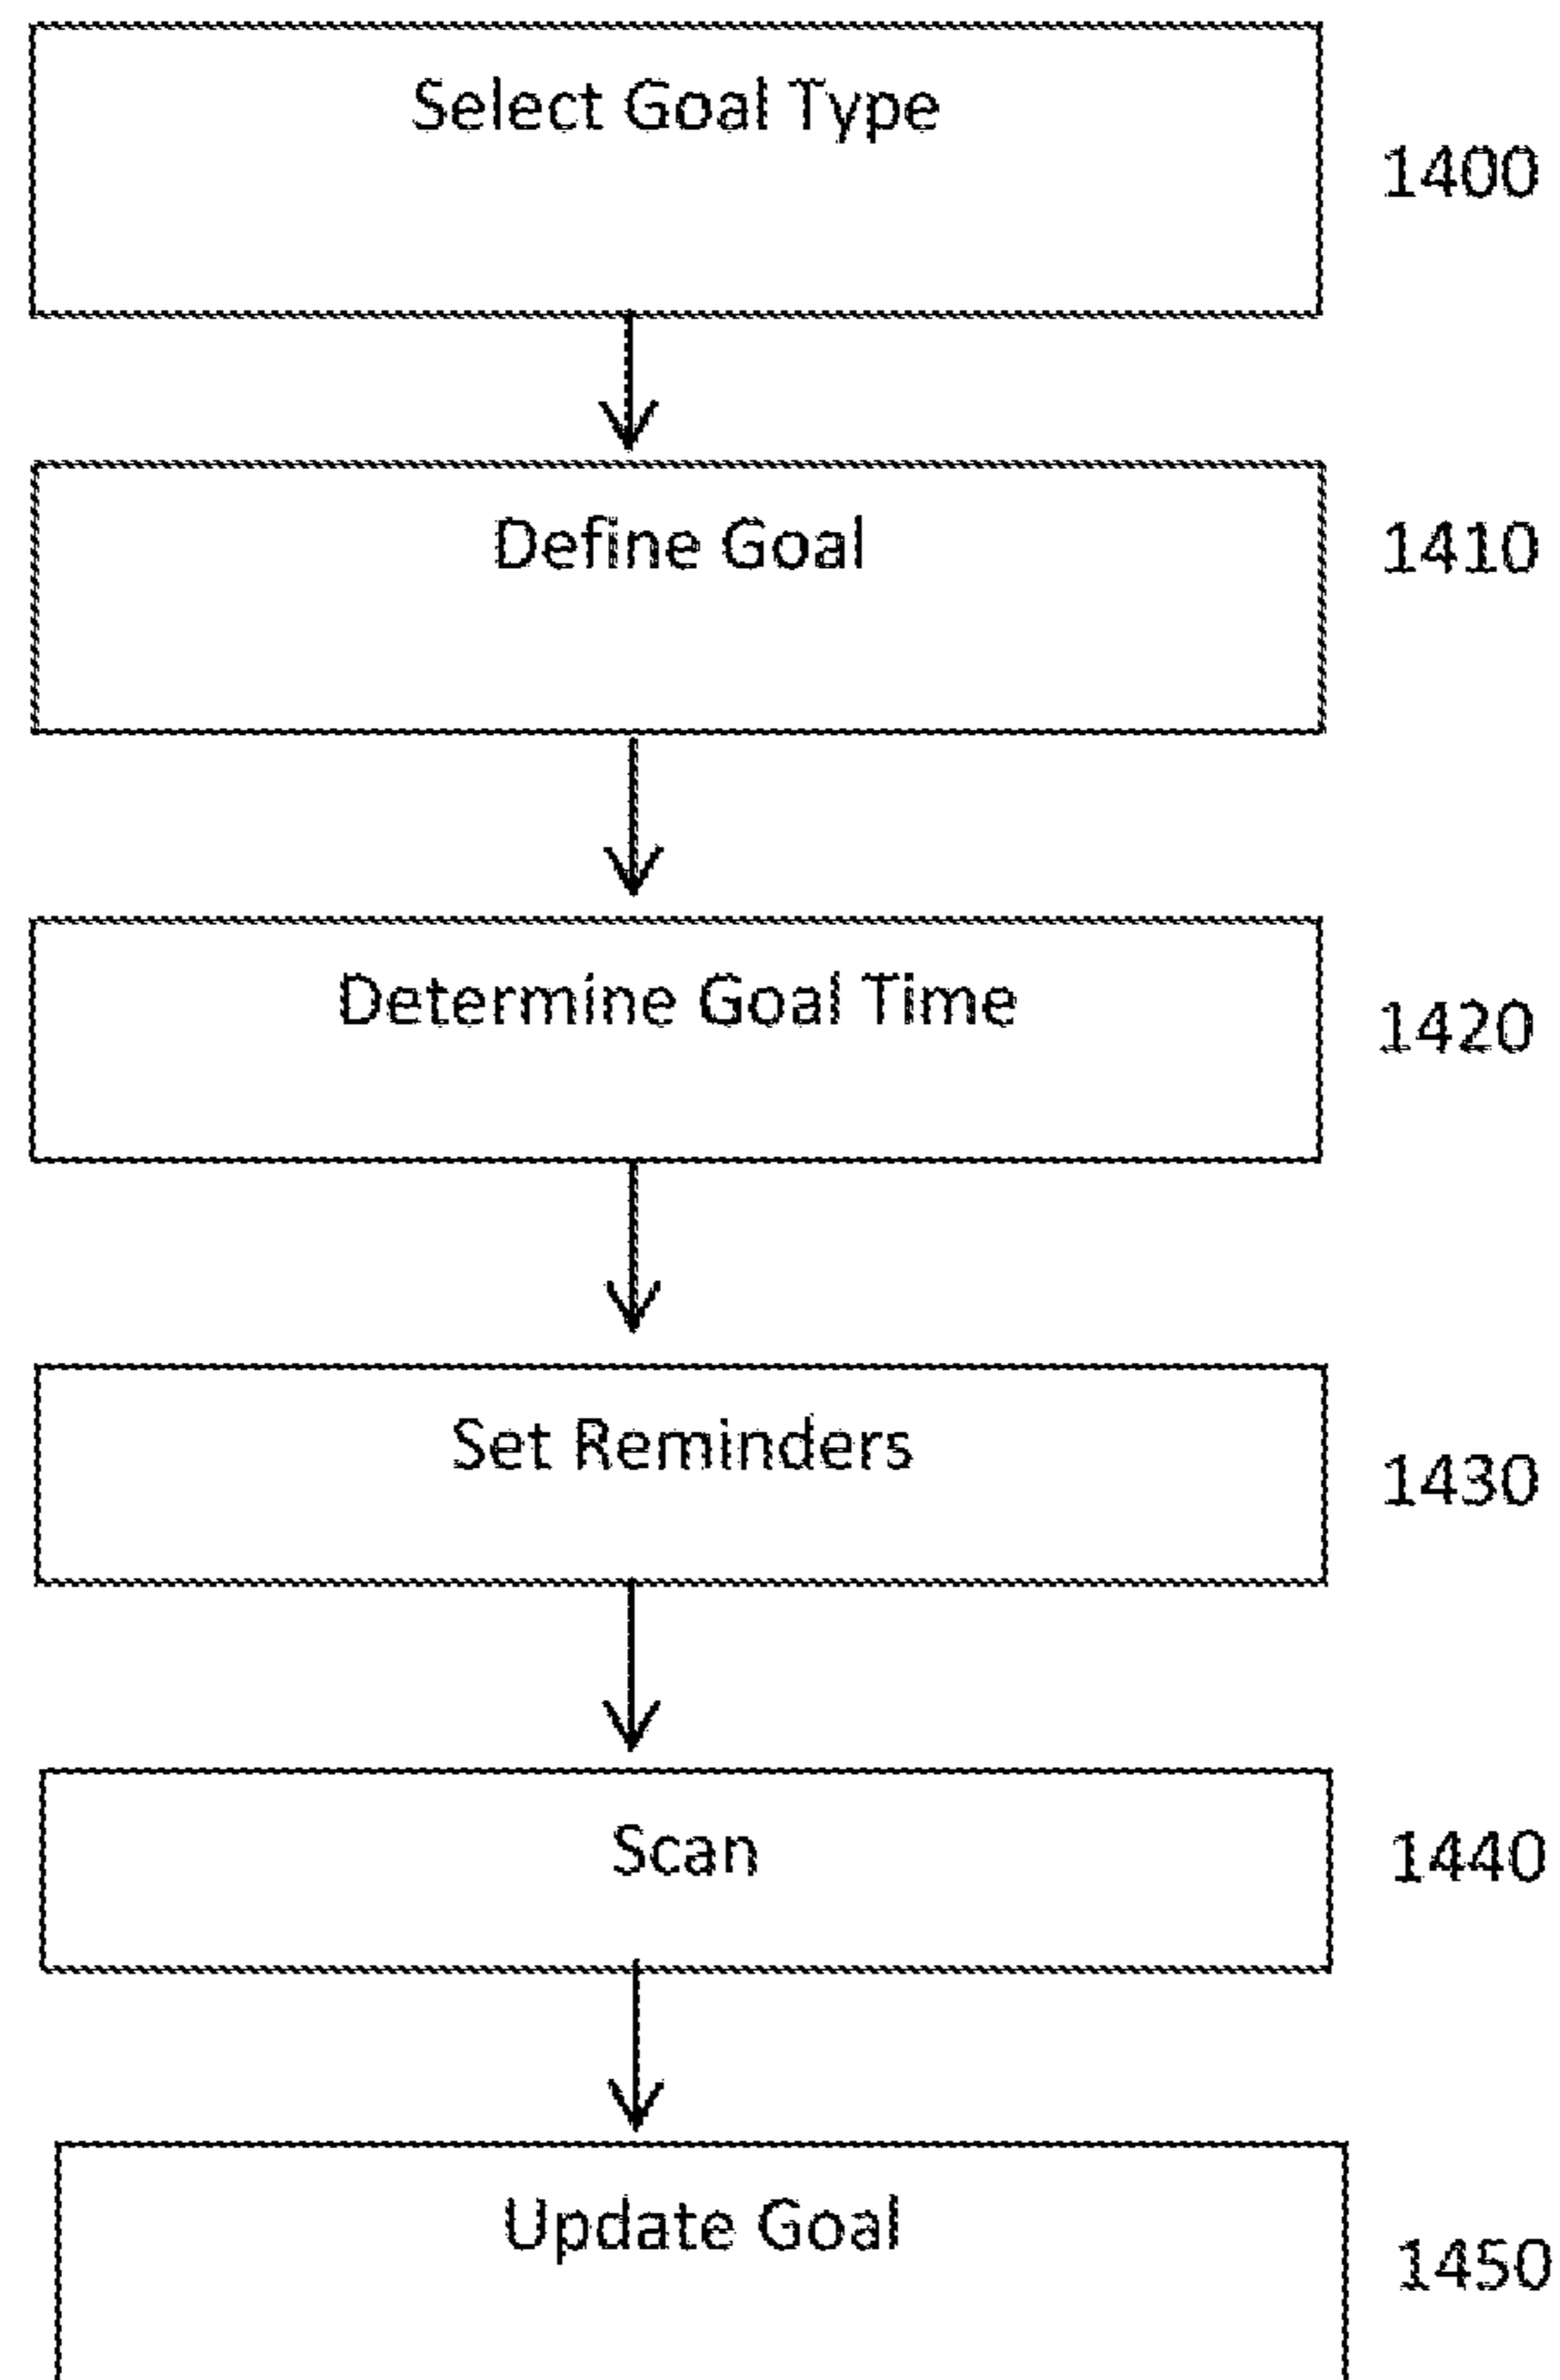 Select Goal Type
1400
Define Goal
1410
Determine Goal Time
1420
Set Reminders
1430
Scan
1440
Update Goal
1450